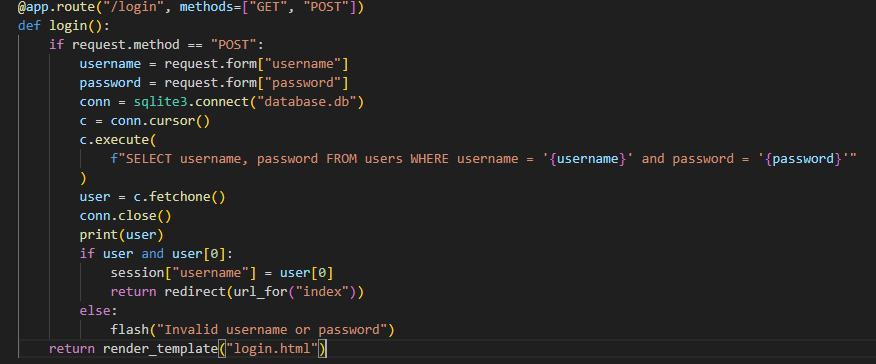 @app.route("/login", methods=["GET", "POST"])
def login():
    if request.method == "POST":
        username = request.form["username"]
        password = request.form["password"]
        conn = sqlite3.connect("database.db")
        c = conn.cursor()
        c.execute(
            f"SELECT username, password FROM users WHERE username = '{username}' and password = '{password}'"
        )
        user = c.fetchone()
        conn.close()
        print(user)
        if user and user[0]:
            session["username"] = user[0]
            return redirect(url_for("index"))
        else:
            flash("Invalid username or password")
    return render_template("login.html")